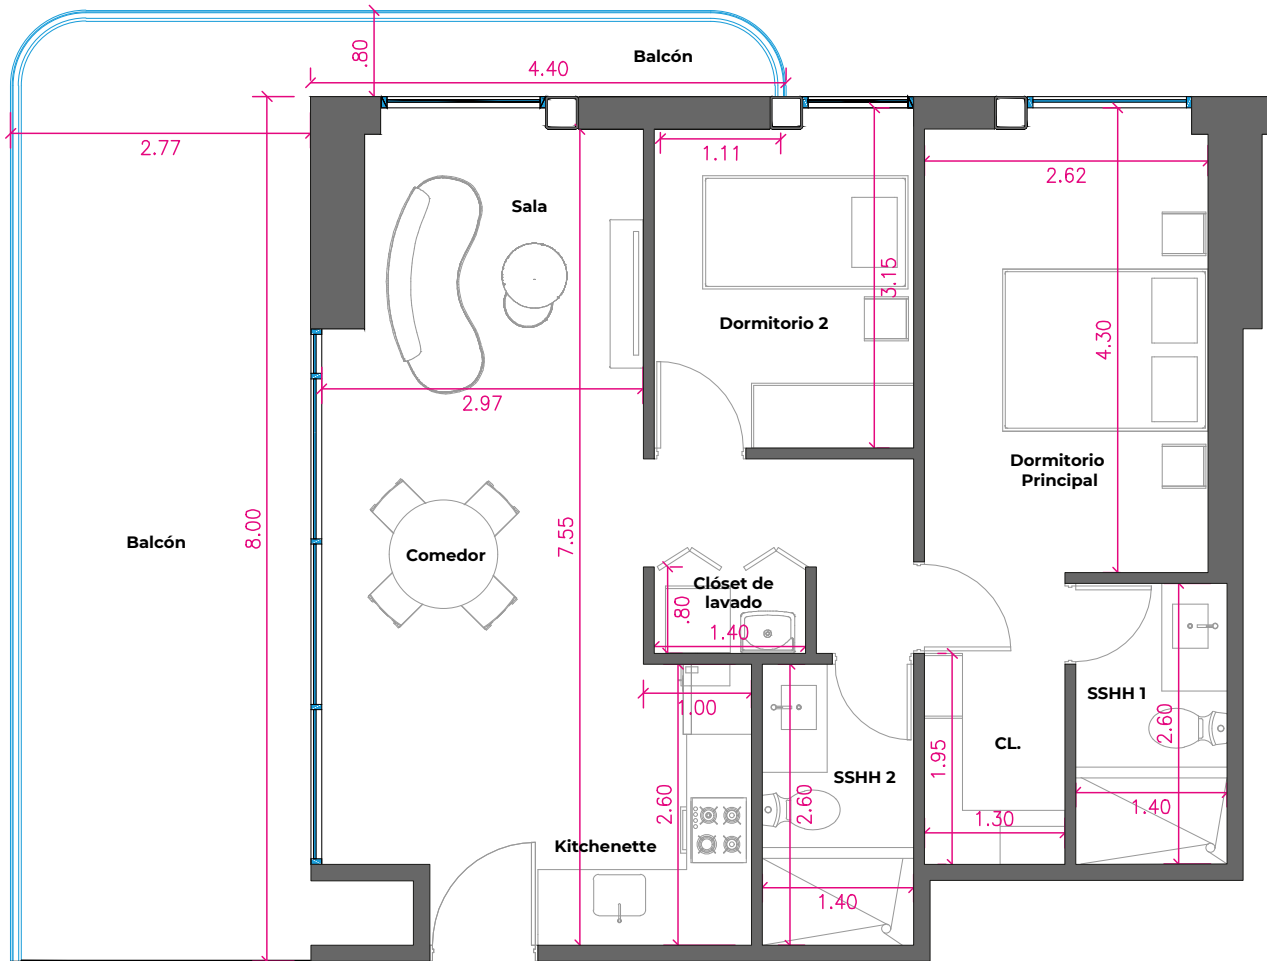 .80
Balcón
4.40
2.77
1.11
2.62
Sala
3.15
Dormitorio 2
4.30
2.97
Dormitorio
Principal
8.00
7.55
Balcón
Comedor
Clóset de
lavado
.80
1.40
SSHH 1
1.00
2.60
CL.
1.95
SSHH 2
2.60
2.60
1.40
1.30
Kitchenette
1.40